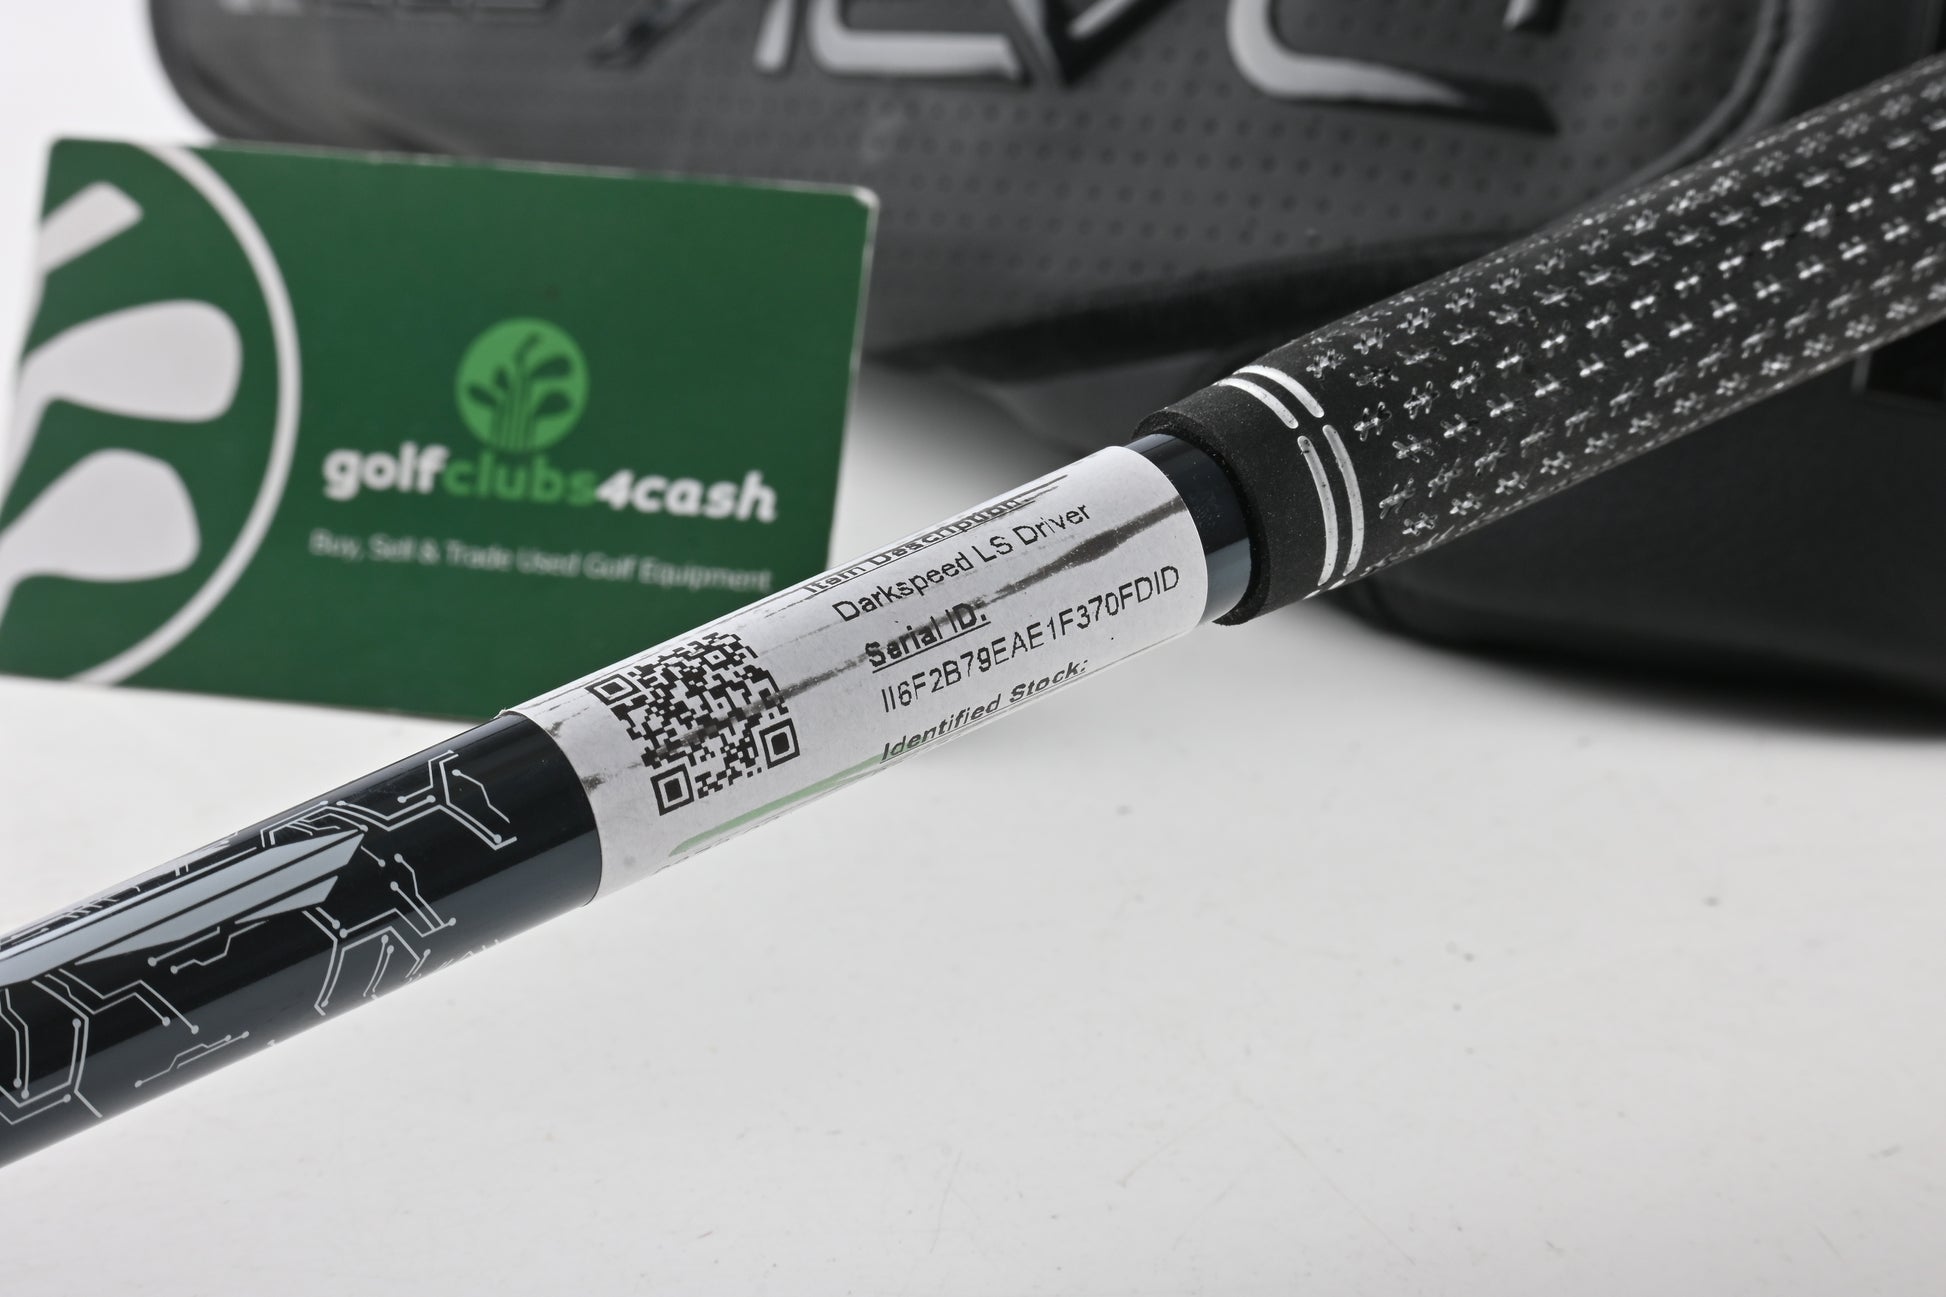 golfclubs4cash
Buy, Sell & Trade Used Golf Equipment
Item Description:
Darkspeed LS Driver
Serial ID:
II6F2B79EAE1F370FDID
Identified Stock: